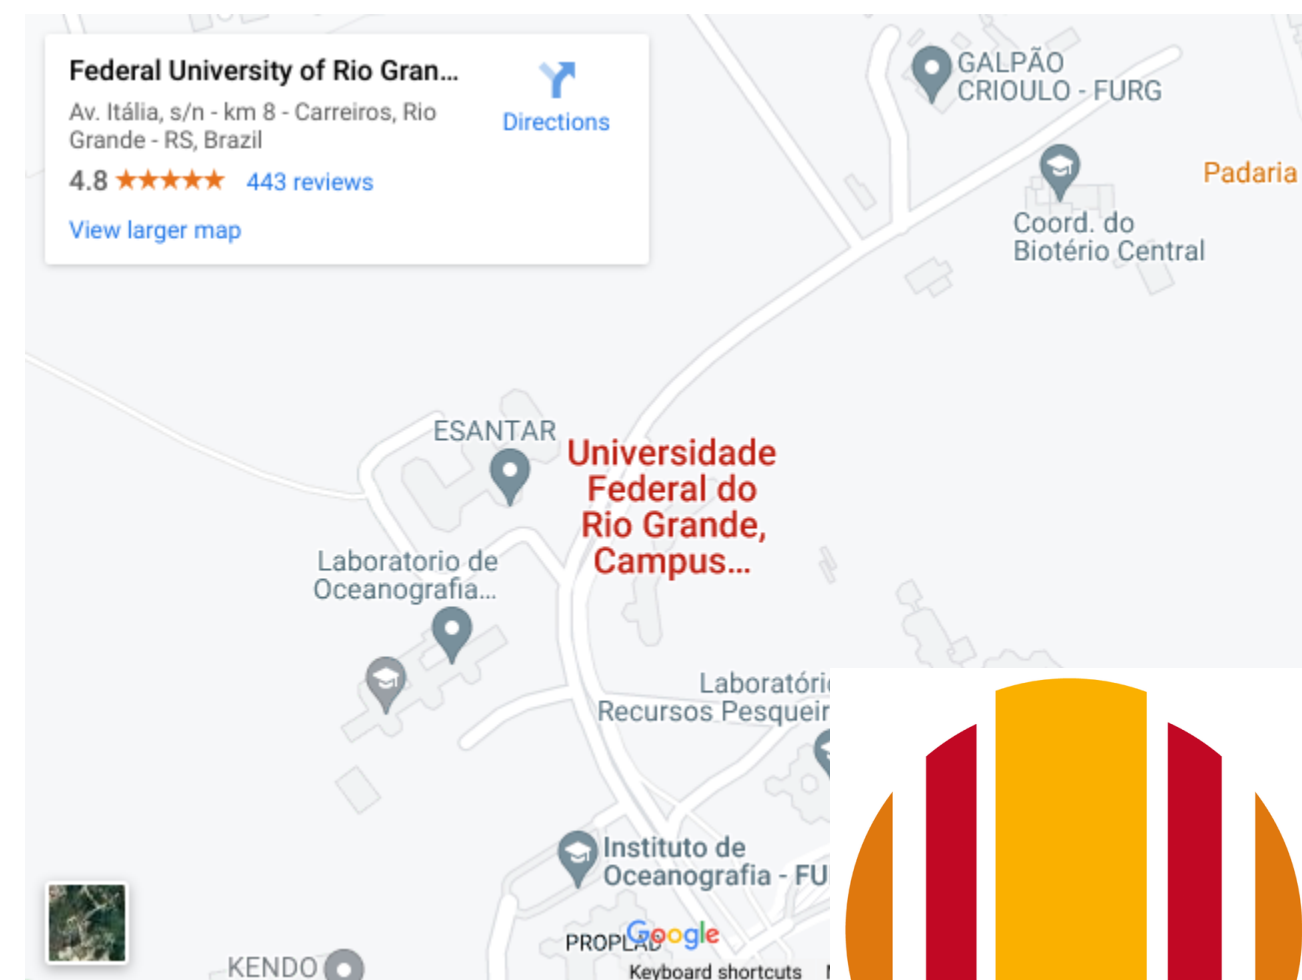 Federal University of Rio Gran...
Av. Itália, s/n - km 8 - Carreiros, Rio
Grande - RS, Brazil
4.8
443 reviews
View larger map
Directions
GALPÃO
CRIOULO - FURG
Padaria
Coord. do
Biotério Central
ESANTAR
Universidade
Federal do
Rio Grande,
Campus...
Laboratorio de
Oceanografia...
Laboratóri
Recursos Pesqueir
Instituto de
Oceanografia - FU
PROPLAD
Google
KENDO
Keyboard shortcuts